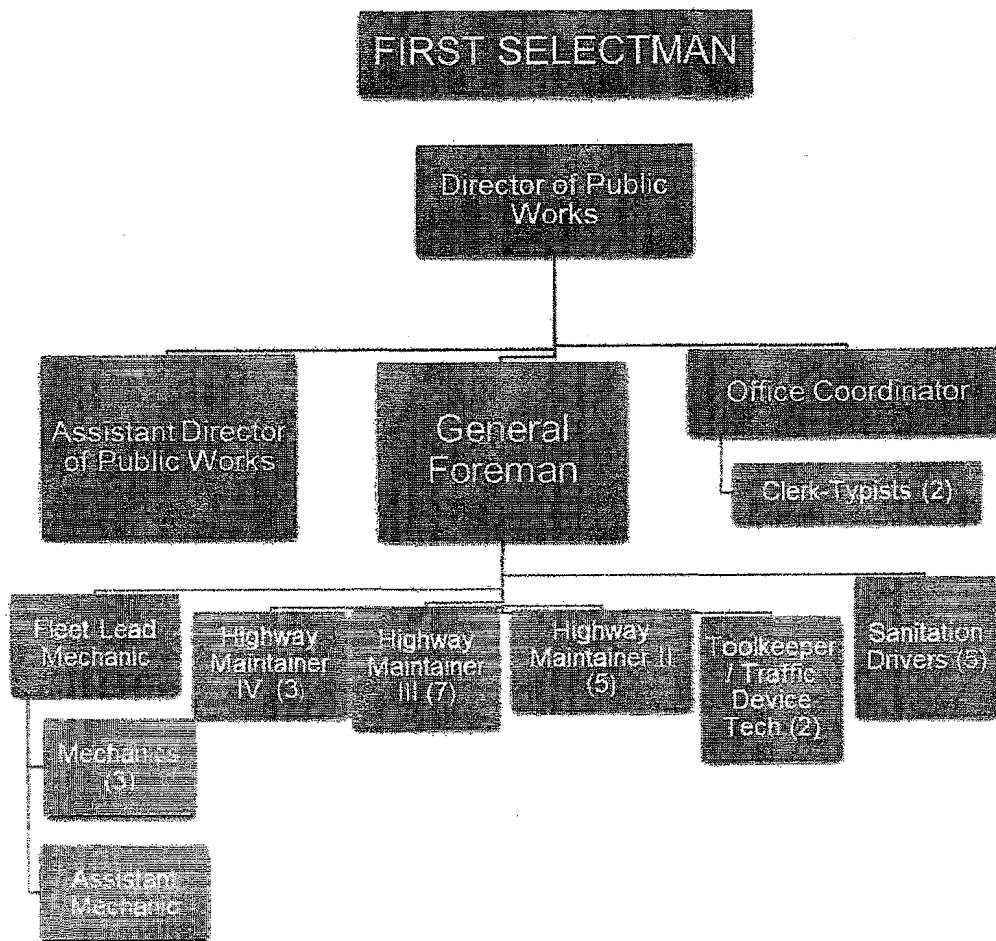 FIRST SELECTMAN
Director of Public
Works
Assistant Director
of Public Works
General
Foreman
Office Coordinator
Clerk-Typists (2)
Fleet Lead
Mechanic
Mechanics
(3)
Assistant
Mechanic
Highway
Maintainer
IV (3)
Highway
Maintainer
III (7)
Highway
Maintainer II
(5)
Toolkeeper
/ Traffic
Device
Tech (2)
Sanitation
Drivers (5)